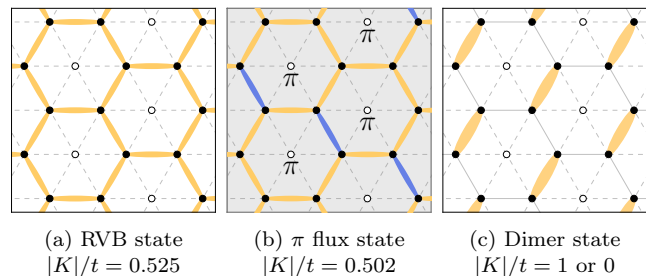 π
π
π
π
(a) RVB state
|K|/t = 0.525
(b) π flux state
|K|/t = 0.502
(c) Dimer state
|K|/t = 1 or 0